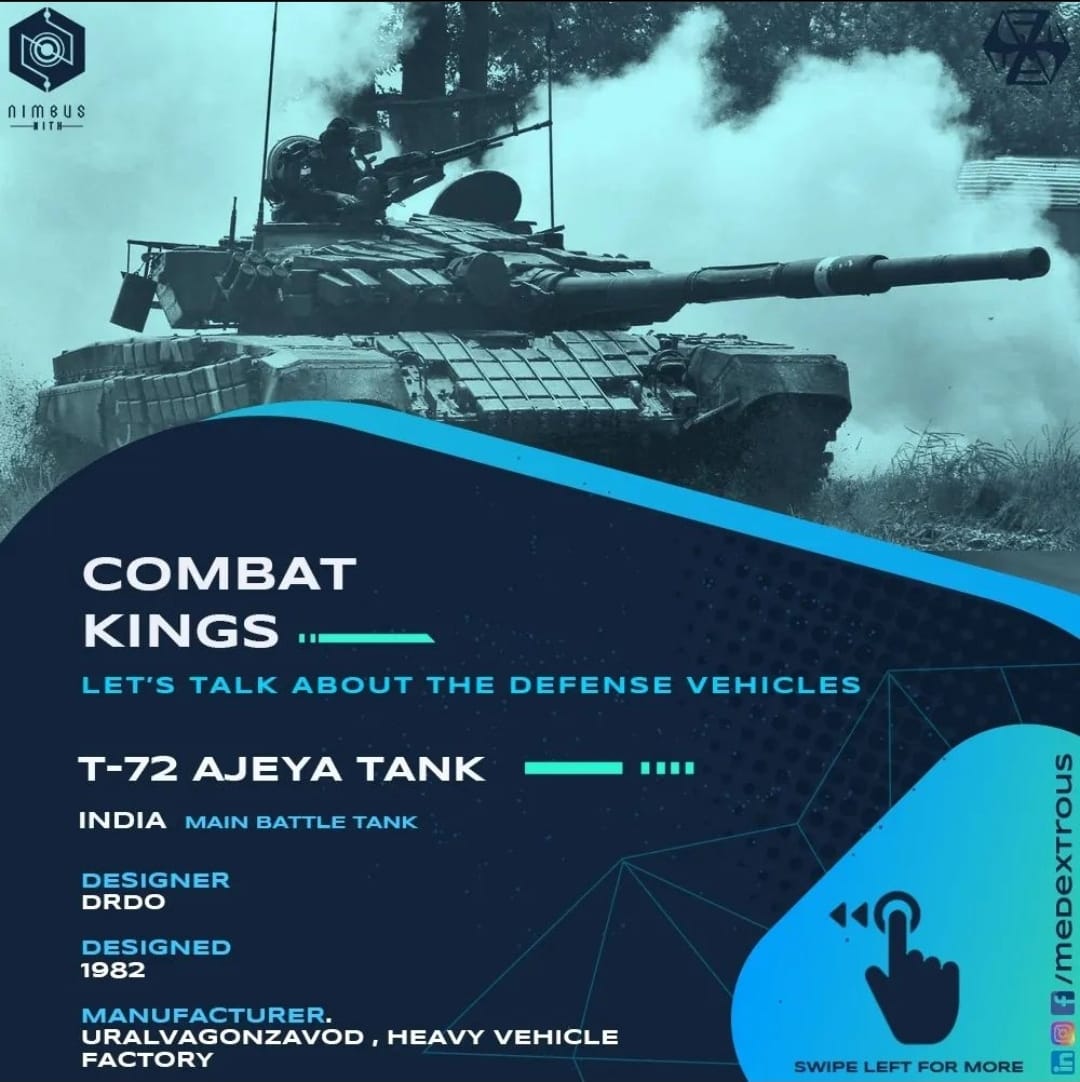 NIMBUS
NITH
COMBAT
KINGS
LET'S TALK ABOUT THE DEFENSE VEHICLES
T-72 AJEYA TANK
INDIA MAIN BATTLE TANK
DESIGNER
DRDO
DESIGNED
1982
MANUFACTURER.
URALVAGONZAVOD , HEAVY VEHICLE
FACTORY
SWIPE LEFT FOR MORE
/MEDEXTROUS